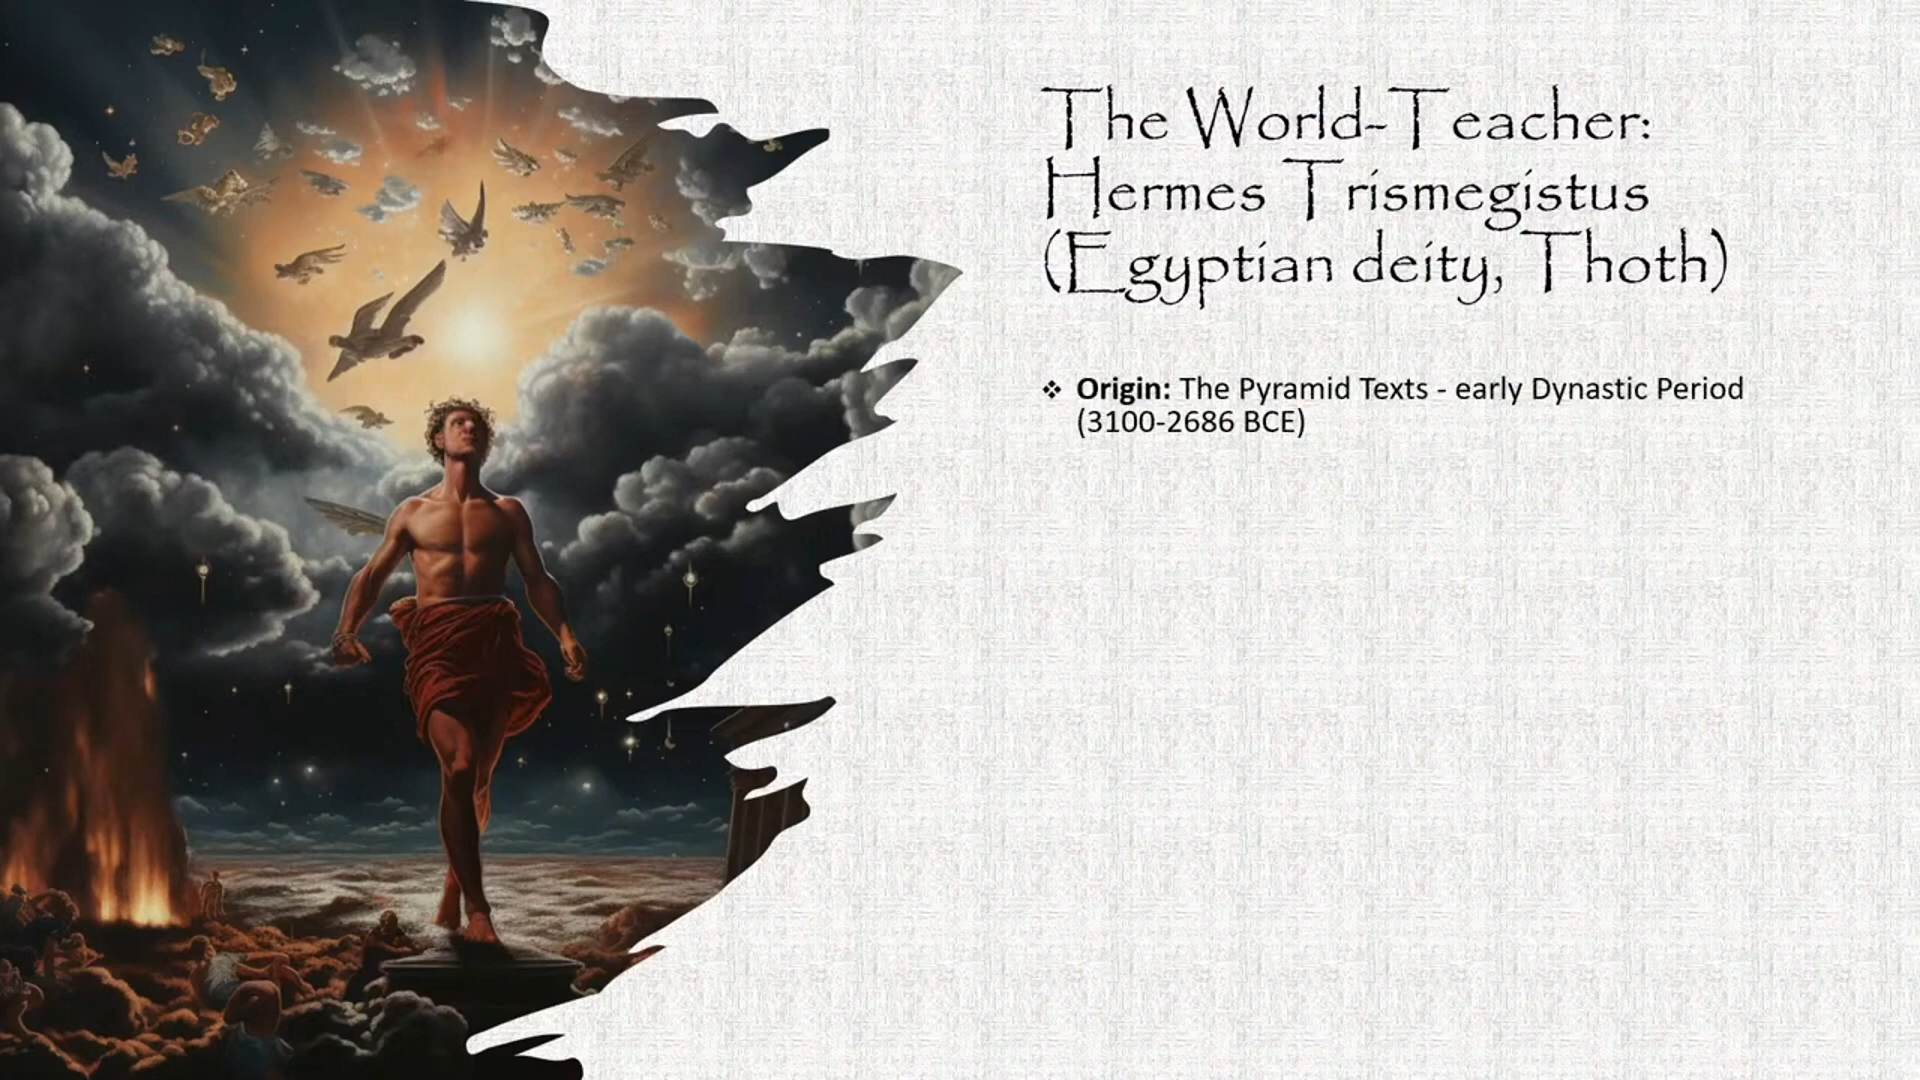 The World-Teacher:
Hermes Trismegistus
(Egyptian deity, Thoth)
❖ Origin: The Pyramid Texts - early Dynastic Period
(3100-2686 BCE)